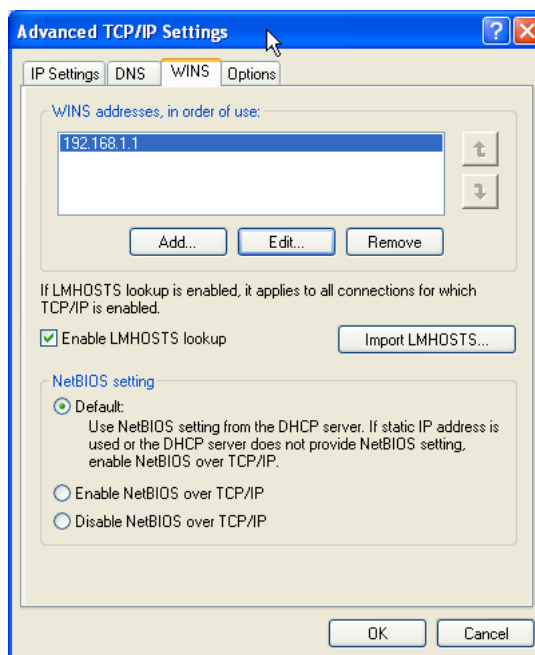 Advanced TCP/IP Settings
IP Settings
DNS
WINS
Options
WINS addresses, in order of use:
192.168.1.1
Add...
Edit...
Remove
If LMHOSTS lookup is enabled, it applies to all connections for which
TCP/IP is enabled.
Enable LMHOSTS lookup
Import LMHOSTS...
NetBIOS setting
Default:
Use NetBIOS setting from the DHCP server. If static IP address is
used or the DHCP server does not provide NetBIOS setting,
enable NetBIOS over TCP/IP.
Enable NetBIOS over TCP/IP
Disable NetBIOS over TCP/IP
OK
Cancel